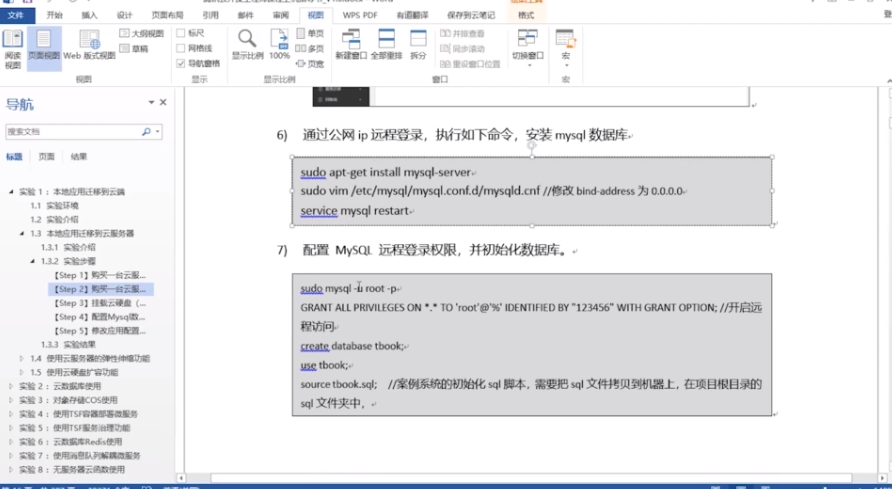 文件 开始 插入 设计 页面布局 引用 邮件 审阅 视图 WPS PDF 有道翻译 保存到云笔记 格式
阅读视图 页面视图 Web 版式视图 大纲视图 草稿
标尺 网格线 导航窗格
显示比例 100% 单页 多页 页宽
新建窗口 全部重排 拆分 并排查看 同步滚动 重设窗口位置 切换窗口 宏
视图 显示 显示比例 窗口 宏
导航
搜索文档
标题 页面 结果
实验 1：本地应用迁移到云端
1.1 实验环境
1.2 实验介绍
1.3 本地应用迁移到云服务器
1.3.1 实验介绍
1.3.2 实验步骤
【Step 1】购买一台云服...
【Step 2】购买一台云服...
【Step 3】挂载云硬盘（...
【Step 4】配置Mysql数...
【Step 5】修改应用配置...
1.3.3 实验结果
1.4 使用云服务器的弹性伸缩功能
1.5 使用云硬盘扩容功能
实验 2：云数据库使用
实验 3：对象存储COS使用
实验 4：使用TSF容器部署微服务
实验 5：使用TSF服务治理功能
实验 6：云数据库Redis使用
实验 7：使用消息队列解耦微服务
实验 8：无服务器云函数使用
6) 通过公网 ip 远程登录，执行如下命令，安装 mysql 数据库
sudo apt-get install mysql-server
sudo vim /etc/mysql/mysql.conf.d/mysqld.cnf //修改 bind-address 为 0.0.0.0
service mysql restart
7) 配置 MySQL 远程登录权限，并初始化数据库。
sudo mysql -u root -p
GRANT ALL PRIVILEGES ON *.* TO 'root'@'%' IDENTIFIED BY "123456" WITH GRANT OPTION; //开启远
程访问
create database tbook;
use tbook;
source tbook.sql; //案例系统的初始化 sql 脚本，需要把 sql 文件拷贝到机器上，在项目根目录的
sql 文件夹中，